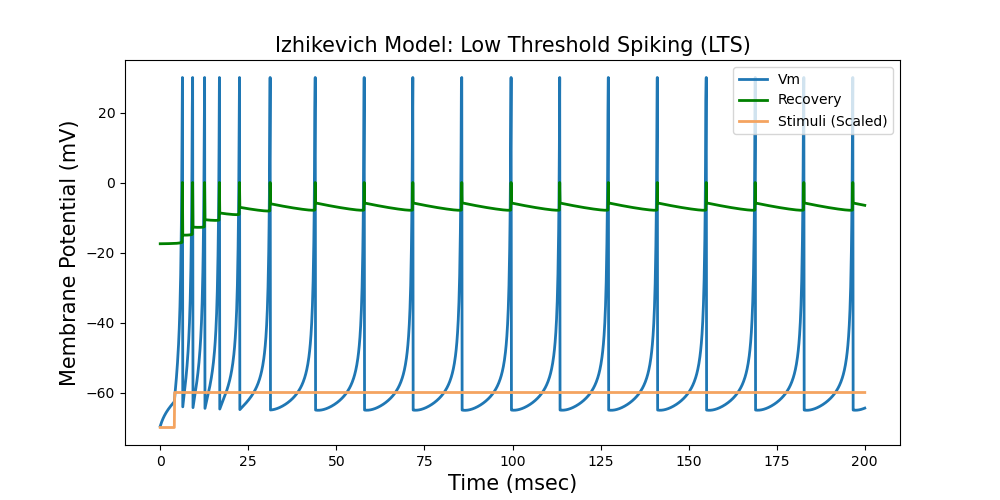 Izhikevich Model: Low Threshold Spiking (LTS)
Vm
Recovery
Stimuli (Scaled)
Membrane Potential (mV)
20
0
−20
−40
−60
0 25 50 75 100 125 150 175 200
Time (msec)